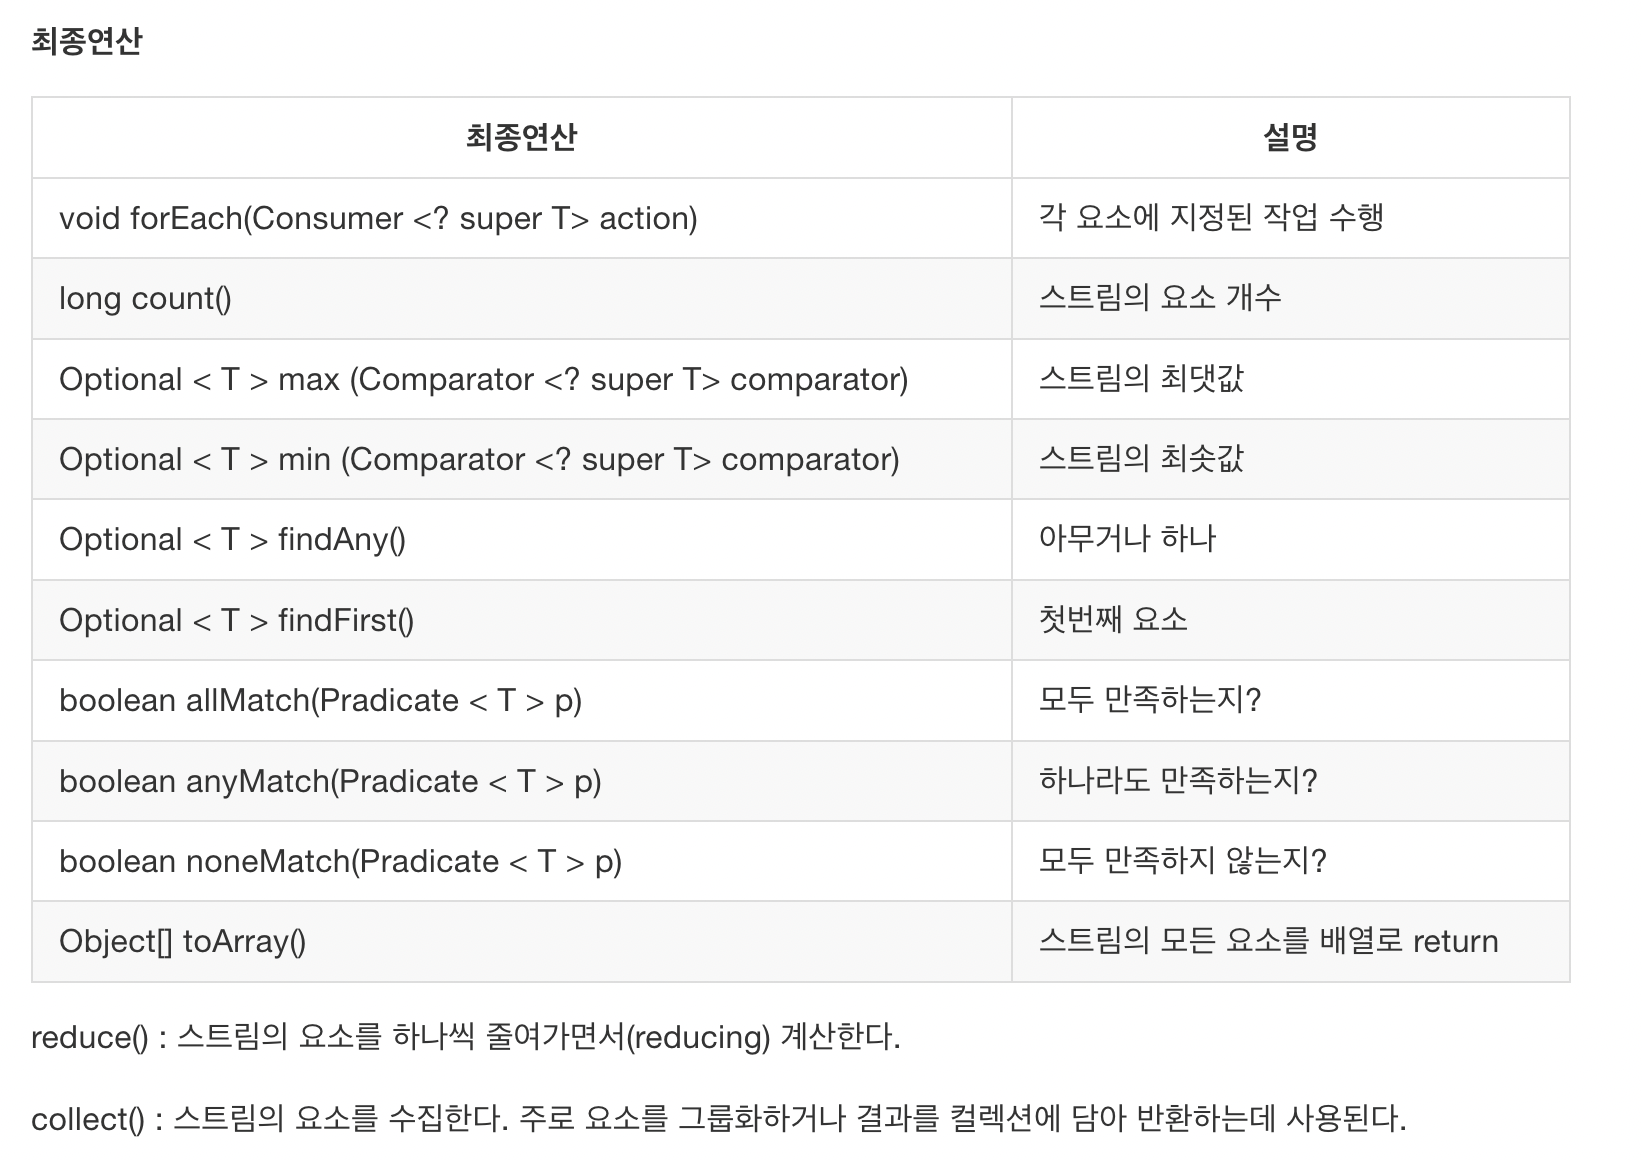 최종연산
최종연산 설명
void forEach(Consumer <? super T> action) 각 요소에 지정된 작업 수행
long count() 스트림의 요소 개수
Optional < T > max (Comparator <? super T> comparator) 스트림의 최댓값
Optional < T > min (Comparator <? super T> comparator) 스트림의 최솟값
Optional < T > findAny() 아무거나 하나
Optional < T > findFirst() 첫번째 요소
boolean allMatch(Pradicate < T > p) 모두 만족하는지?
boolean anyMatch(Pradicate < T > p) 하나라도 만족하는지?
boolean noneMatch(Pradicate < T > p) 모두 만족하지 않는지?
Object[] toArray() 스트림의 모든 요소를 배열로 return
reduce() : 스트림의 요소를 하나씩 줄여가면서(reducing) 계산한다.
collect() : 스트림의 요소를 수집한다. 주로 요소를 그룹화하거나 결과를 컬렉션에 담아 반환하는데 사용된다.